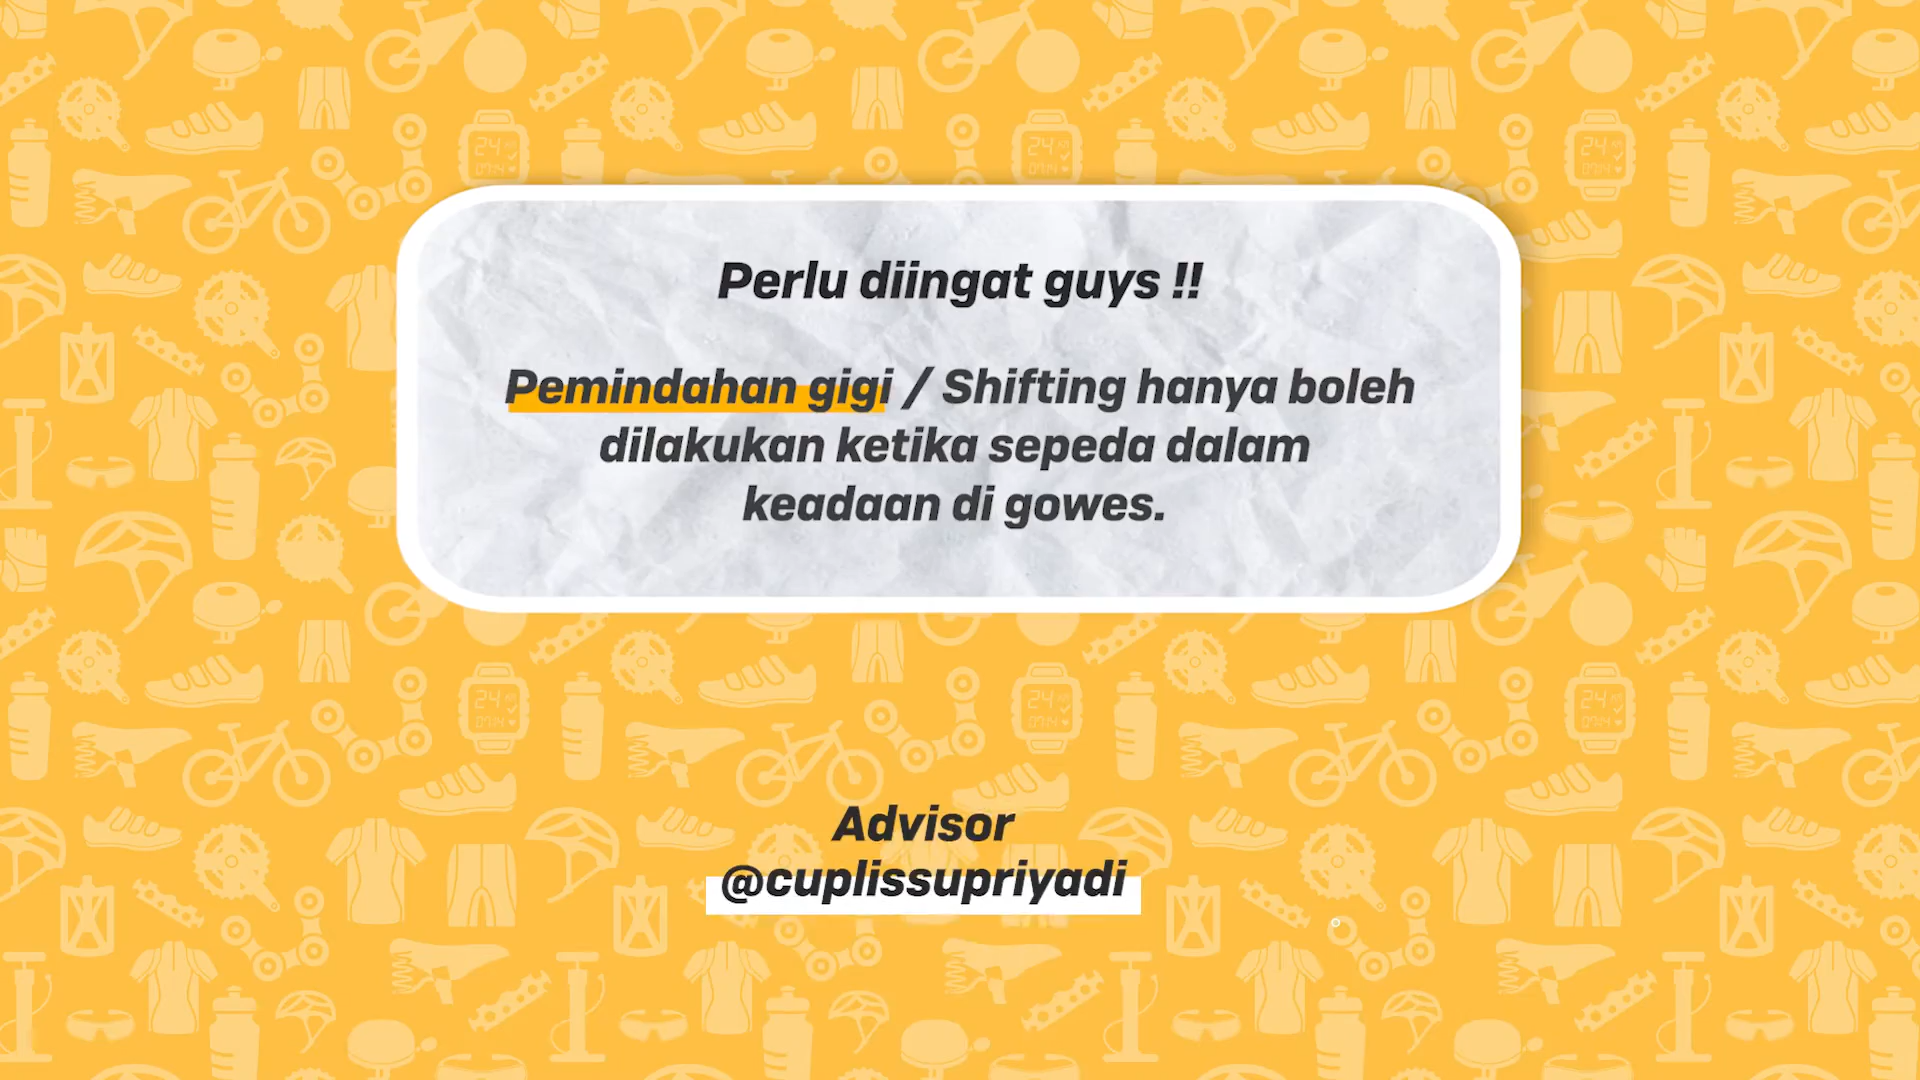 Perlu diingat guys !!
Pemindahan gigi / Shifting hanya boleh
dilakukan ketika sepeda dalam
keadaan di gowes.
Advisor
@cuplissupriyadi